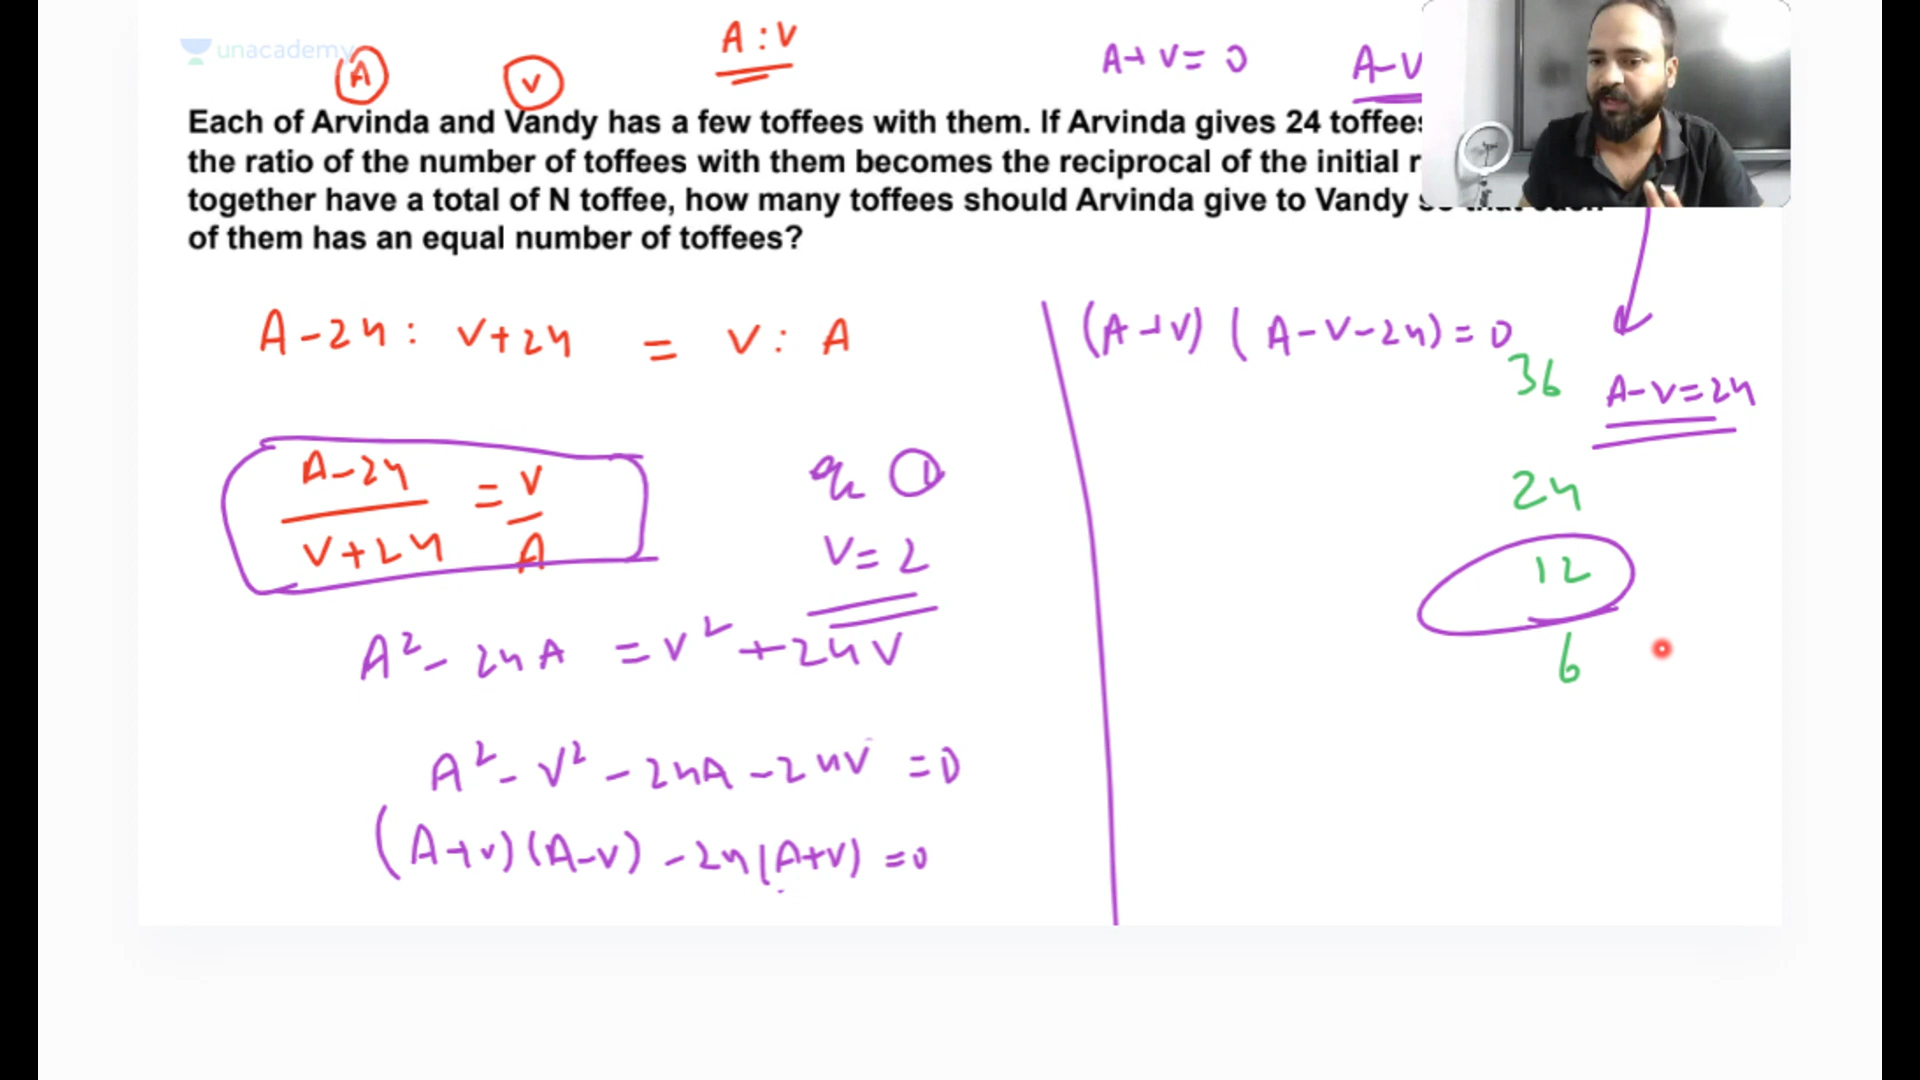 unacademy
A : V
A + V = 0
A - V
A
V
Each of Arvinda and Vandy has a few toffees with them. If Arvinda gives 24 toffees
the ratio of the number of toffees with them becomes the reciprocal of the initial r
together have a total of N toffee, how many toffees should Arvinda give to Vandy
of them has an equal number of toffees?
A - 24 : V + 24 = V : A
(A + V) (A - V - 24) = 0
36
A - V = 24
A - 24 / V + 24 = V / A
1
24
V = 2
12
A² - 24A = V² + 24V
6
A² - V² - 24A - 24V = 0
(A + V) (A - V) - 24 (A + V) = 0